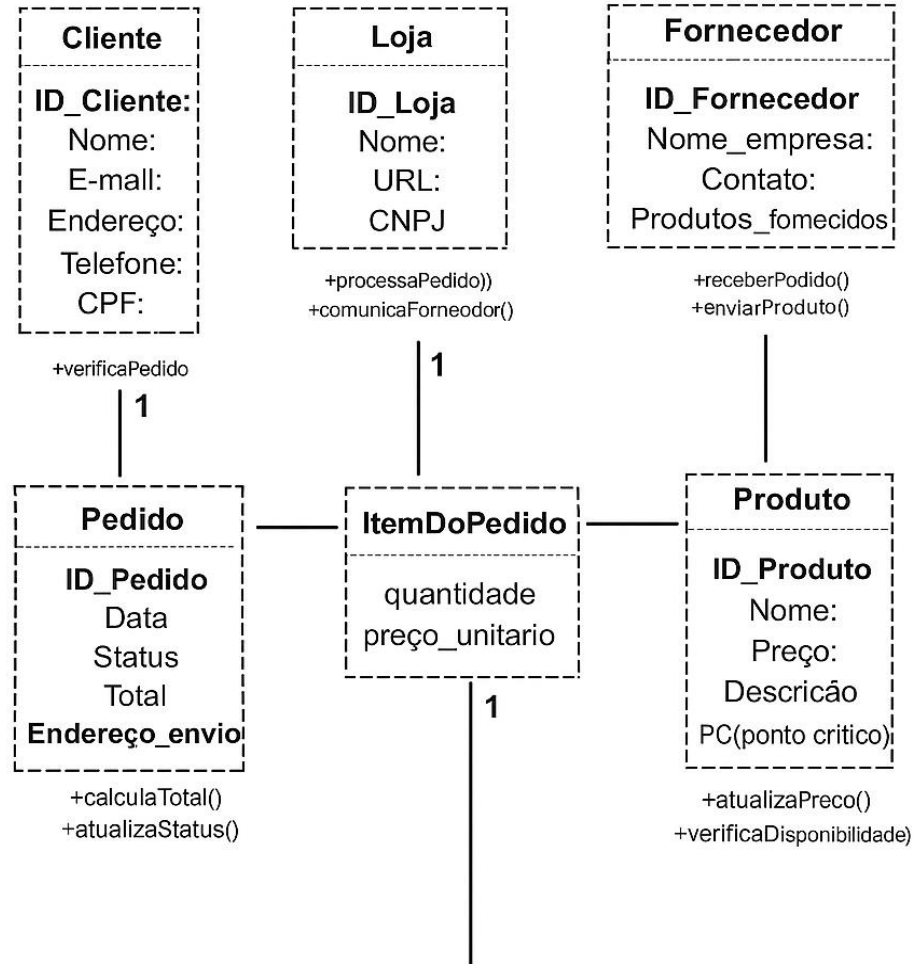 Cliente
ID_Cliente:
Nome:
E-mall:
Endereço:
Telefone:
CPF:
+verificaPedido
1
Loja
ID_Loja
Nome:
URL:
CNPJ
+processaPedido))
+comunicaForneodor()
1
Fornecedor
ID_Fornecedor
Nome_empresa:
Contato:
Produtos_fomecidos
+receberPodido()
+enviarProduto()
Pedido
ID_Pedido
Data
Status
Total
Endereço_envio
+calculaTotal()
+atualizaStatus()
ItemDoPedido
quantidade
preço_unitario
1
Produto
ID_Produto
Nome:
Preço:
Descricão
PC(ponto critico)
+atualizaPreco()
+verificaDisponibilidade)